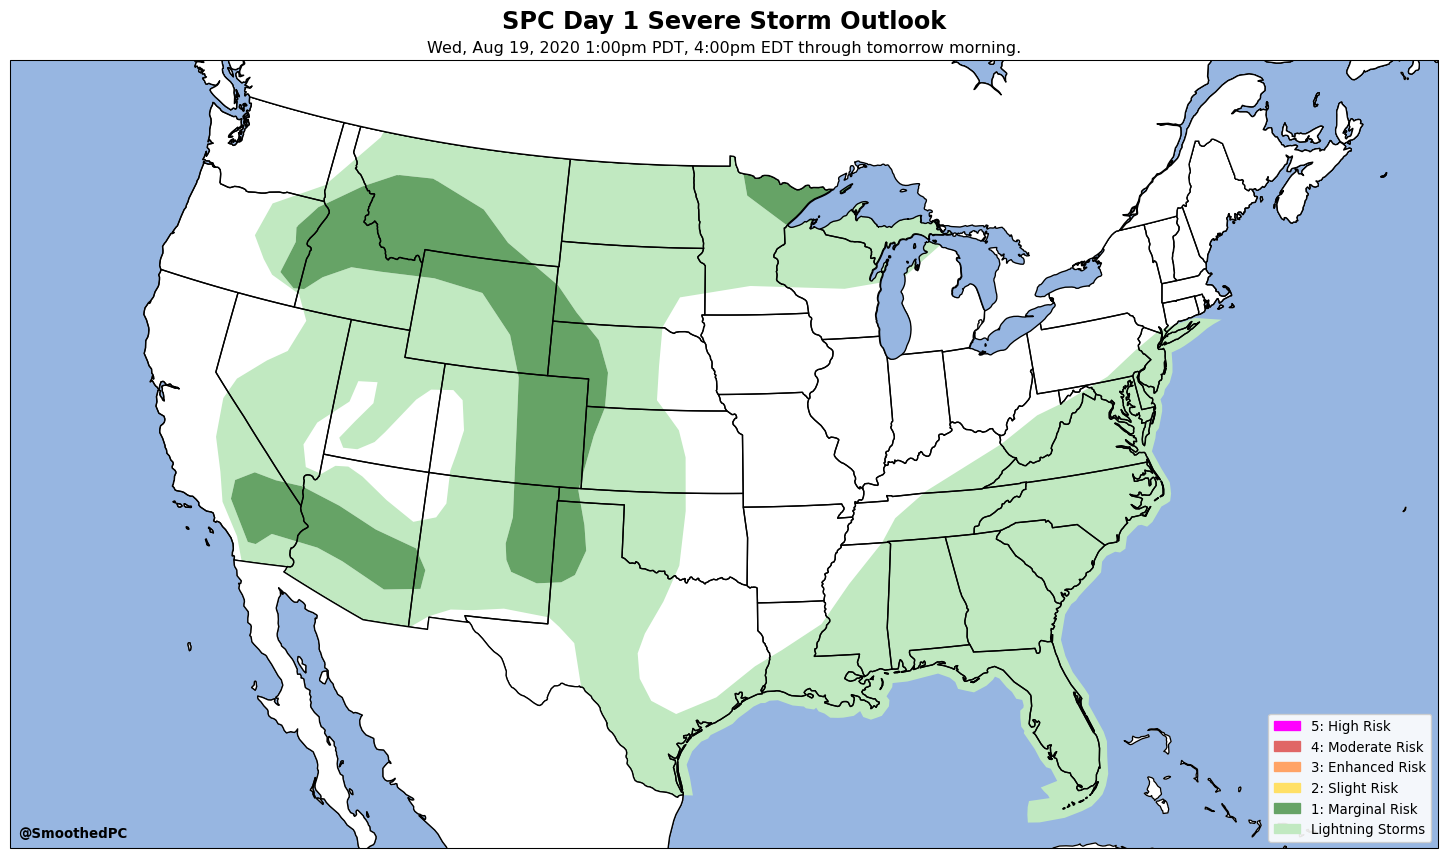 SPC Day 1 Severe Storm Outlook
Wed, Aug 19, 2020 1:00pm PDT, 4:00pm EDT through tomorrow morning.
5: High Risk
4: Moderate Risk
3: Enhanced Risk
2: Slight Risk
1: Marginal Risk
Lightning Storms
@SmoothedPC